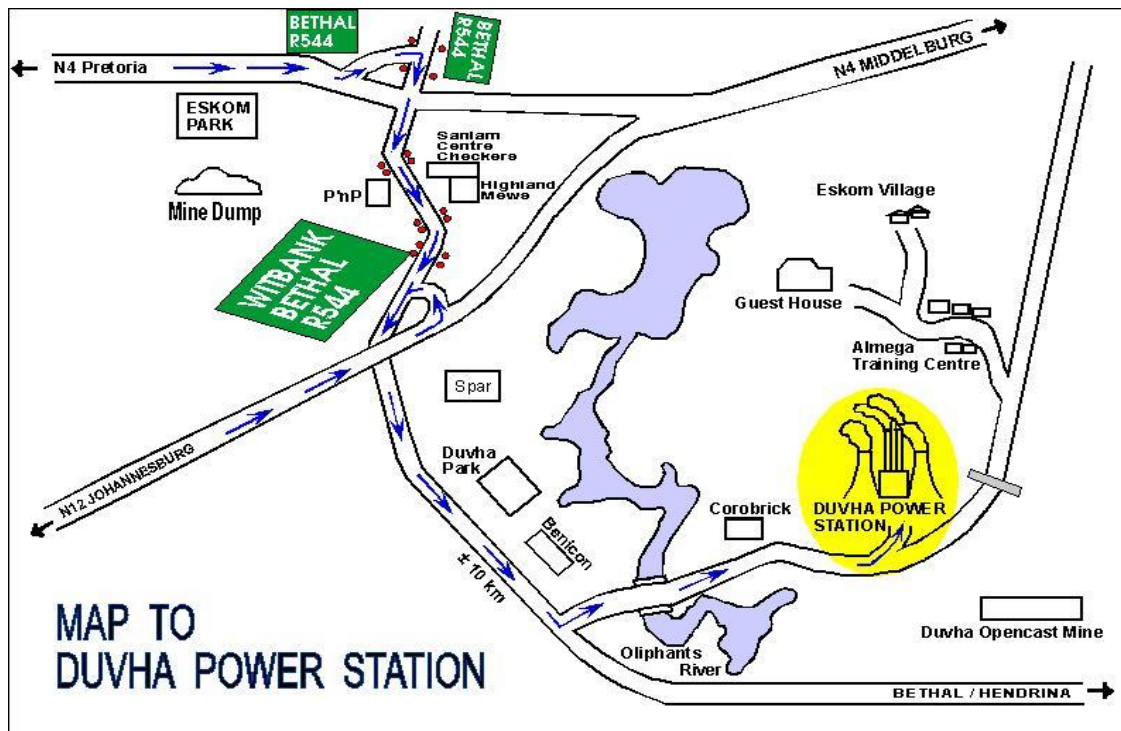 BETHAL
R544
BETHAL
R544
N4 Pretoria
N4 MIDDELBURG
ESKOM
PARK
Sanlam
Centre
Checkers
P'nP
Highland
Mews
Mine Dump
Eskom Village
WITBANK
BETHAL
R544
Guest House
Almega
Training Centre
Spar
Duvha
Park
N12 JOHANNESBURG
Corobrick
DUVHA POWER
STATION
Benicon
± 10 km
MAP TO
DUVHA POWER STATION
Duvha Opencast Mine
Oliphants
River
BETHAL / HENDRINA